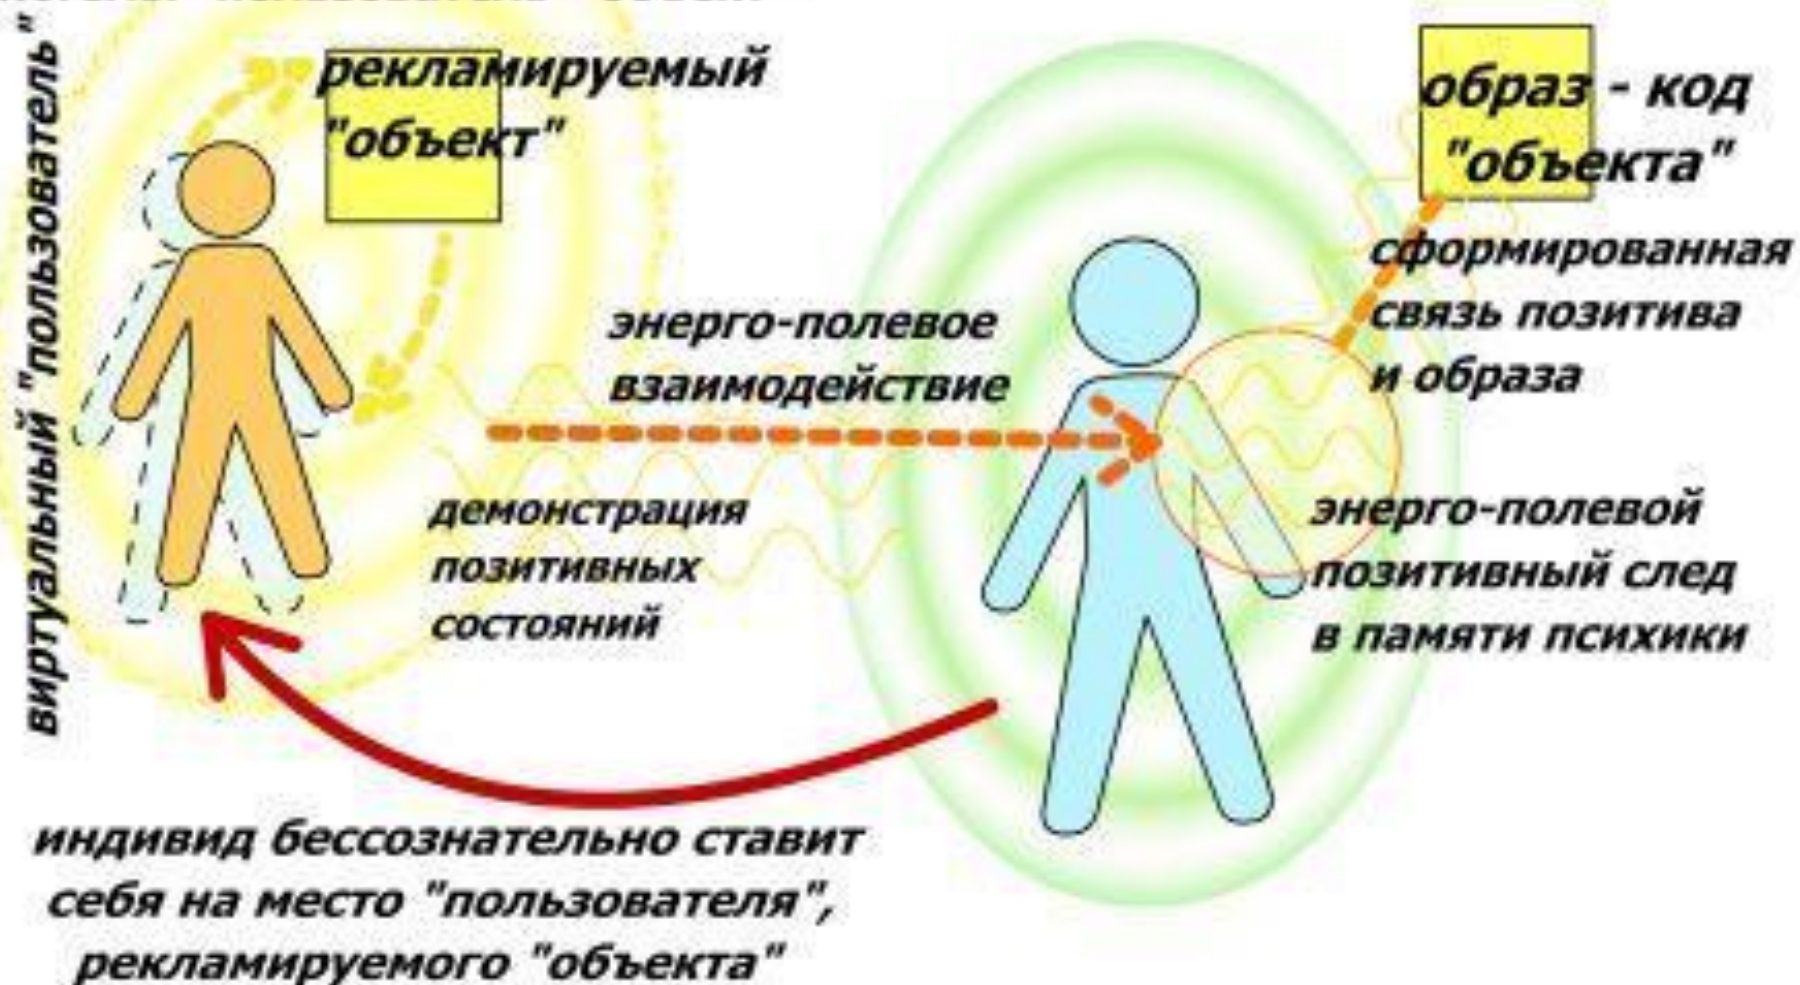 виртуальный "пользователь"
рекламируемый
"объект"
образ - код
"объекта"
сформированная
связь позитива
и образа
энерго-полевое
взаимодействие
демонстрация
позитивных
состояний
энерго-полевой
позитивный след
в памяти психики
индивид бессознательно ставит
себя на место "пользователя",
рекламируемого "объекта"